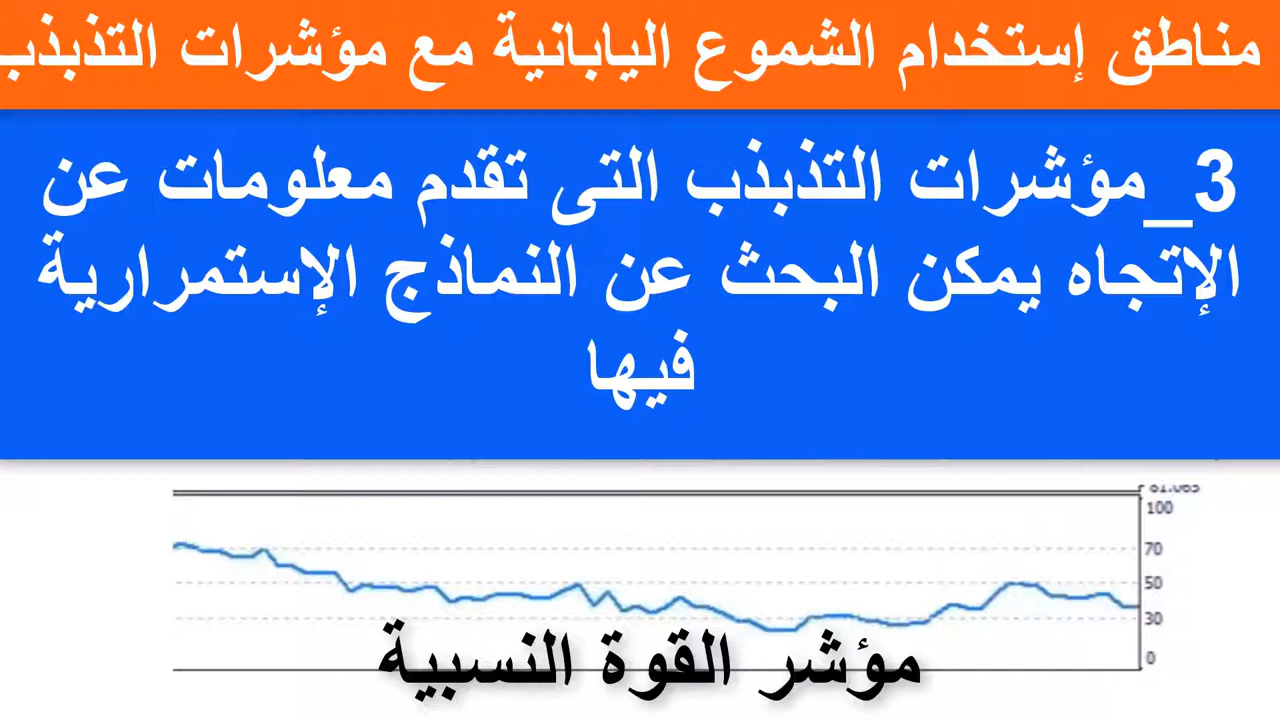 مناطق إستخدام الشموع اليابانية مع مؤشرات التذبذب
3_مؤشرات التذبذب التى تقدم معلومات عن
الإتجاه يمكن البحث عن النماذج الإستمرارية
فيها
100
70
50
30
0
مؤشر القوة النسبية